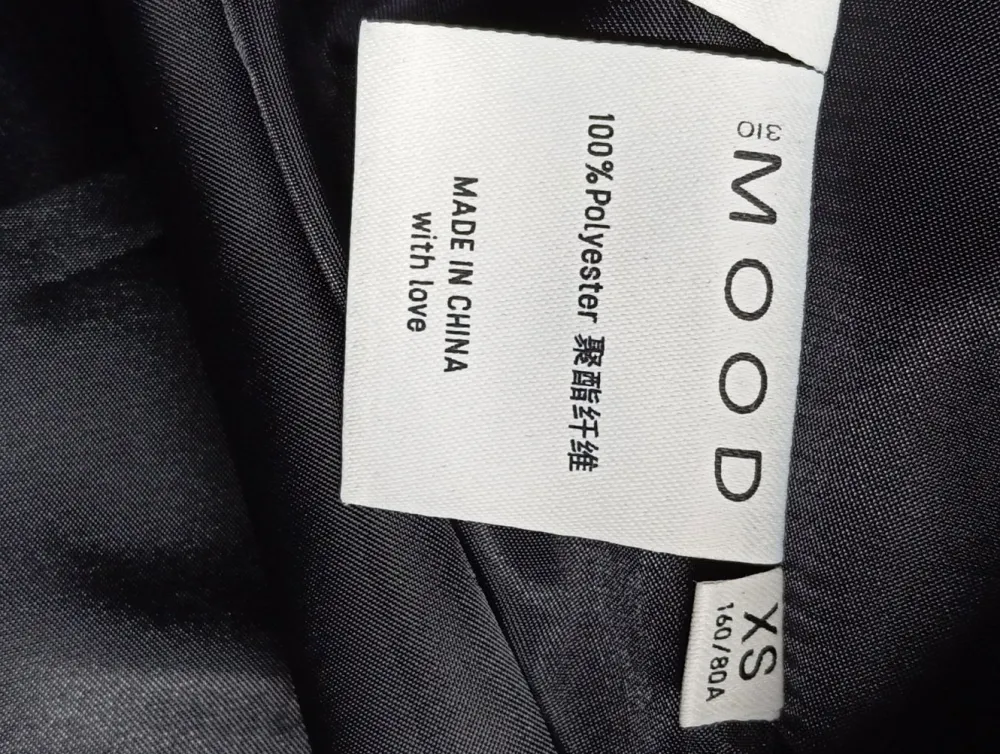 310
MOOD
100%Polyester 聚酯纤维
MADE IN CHINA
with love
XS
160/80A